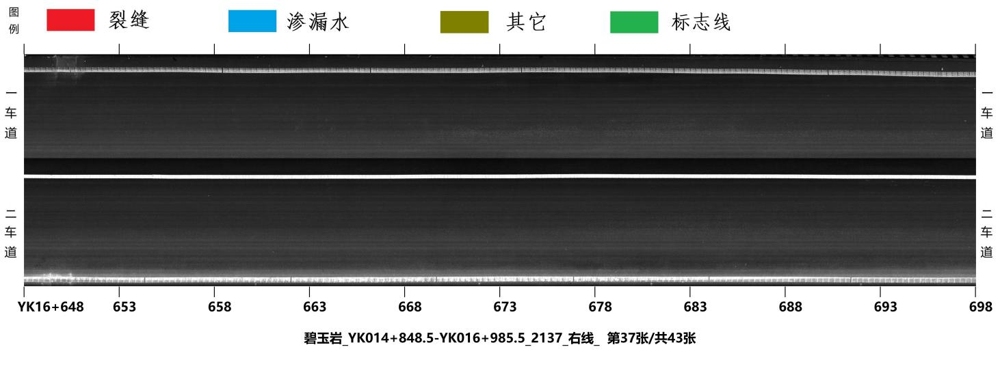 图例
裂缝 渗漏水 其它 标志线
一车道 一车道
二车道 二车道
YK16+648 653 658 663 668 673 678 683 688 693 698
碧玉岩_YK014+848.5-YK016+985.5_2137_右线_ 第37张/共43张